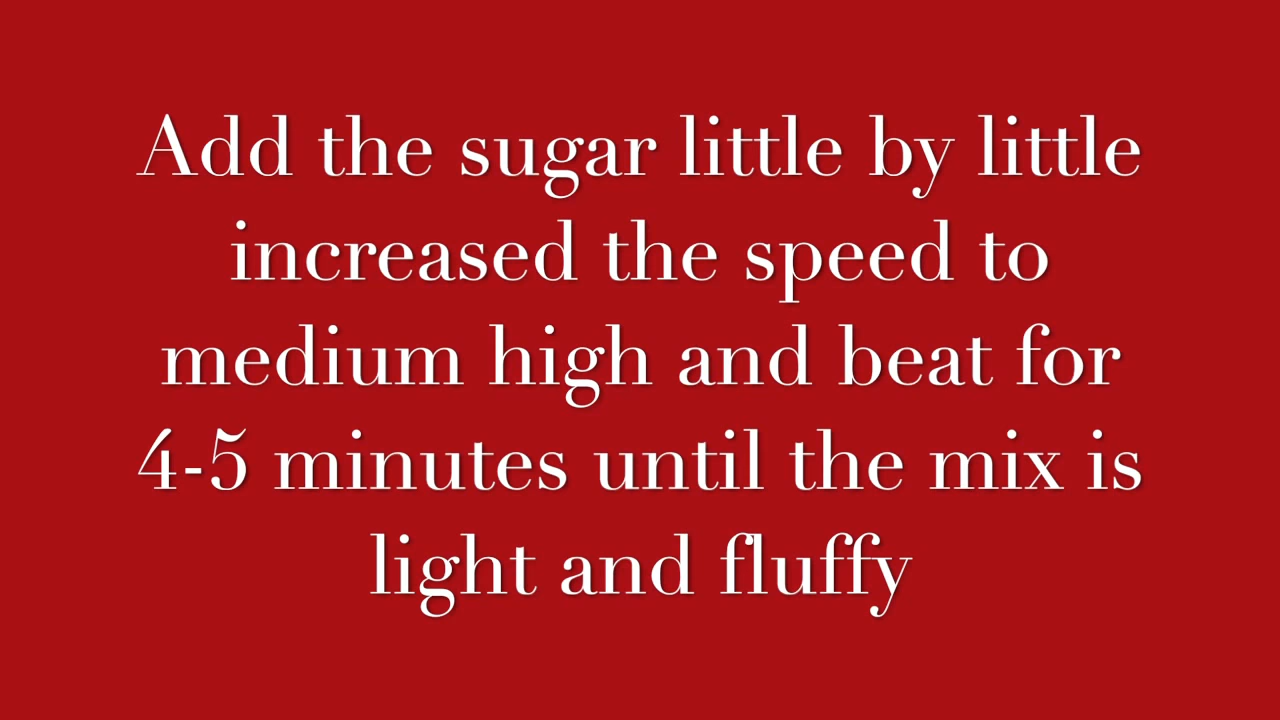 Add the sugar little by little
increased the speed to
medium high and beat for
4-5 minutes until the mix is
light and fluffy